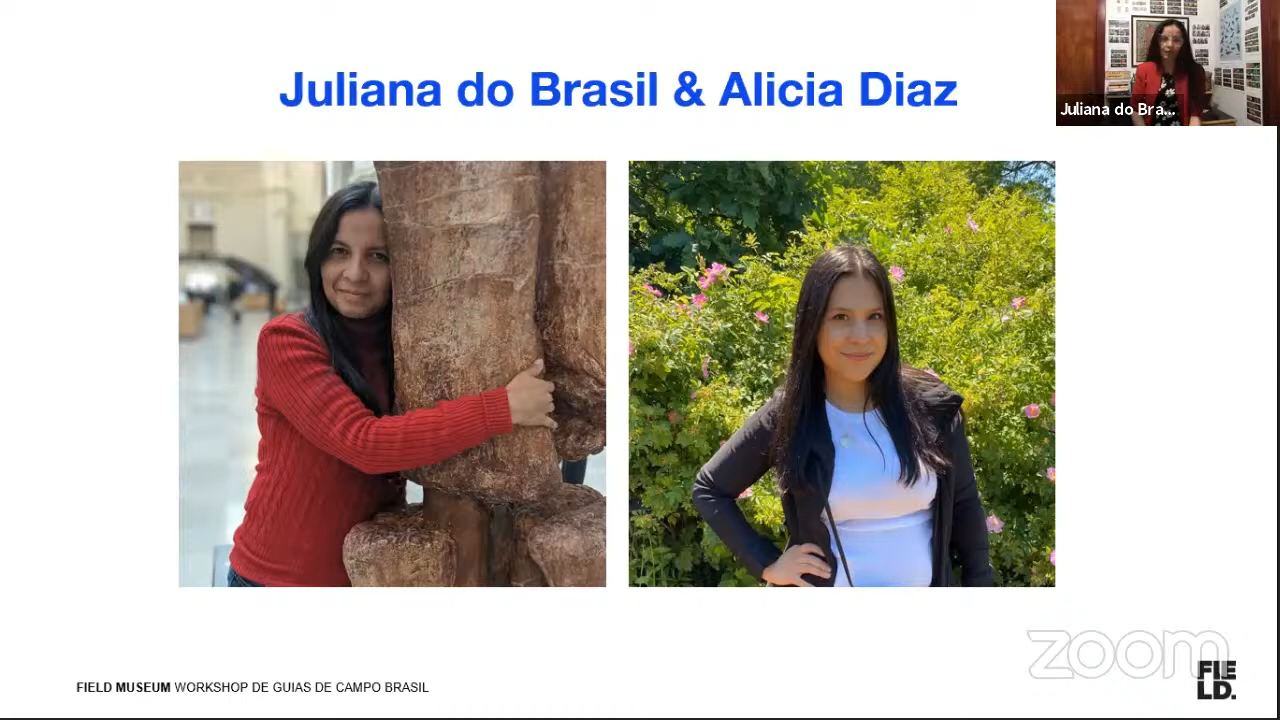 Juliana do Brasil & Alicia Diaz
Juliana do Bra...
zoom
FIELD MUSEUM WORKSHOP DE GUIAS DE CAMPO BRASIL
FIE
LD.